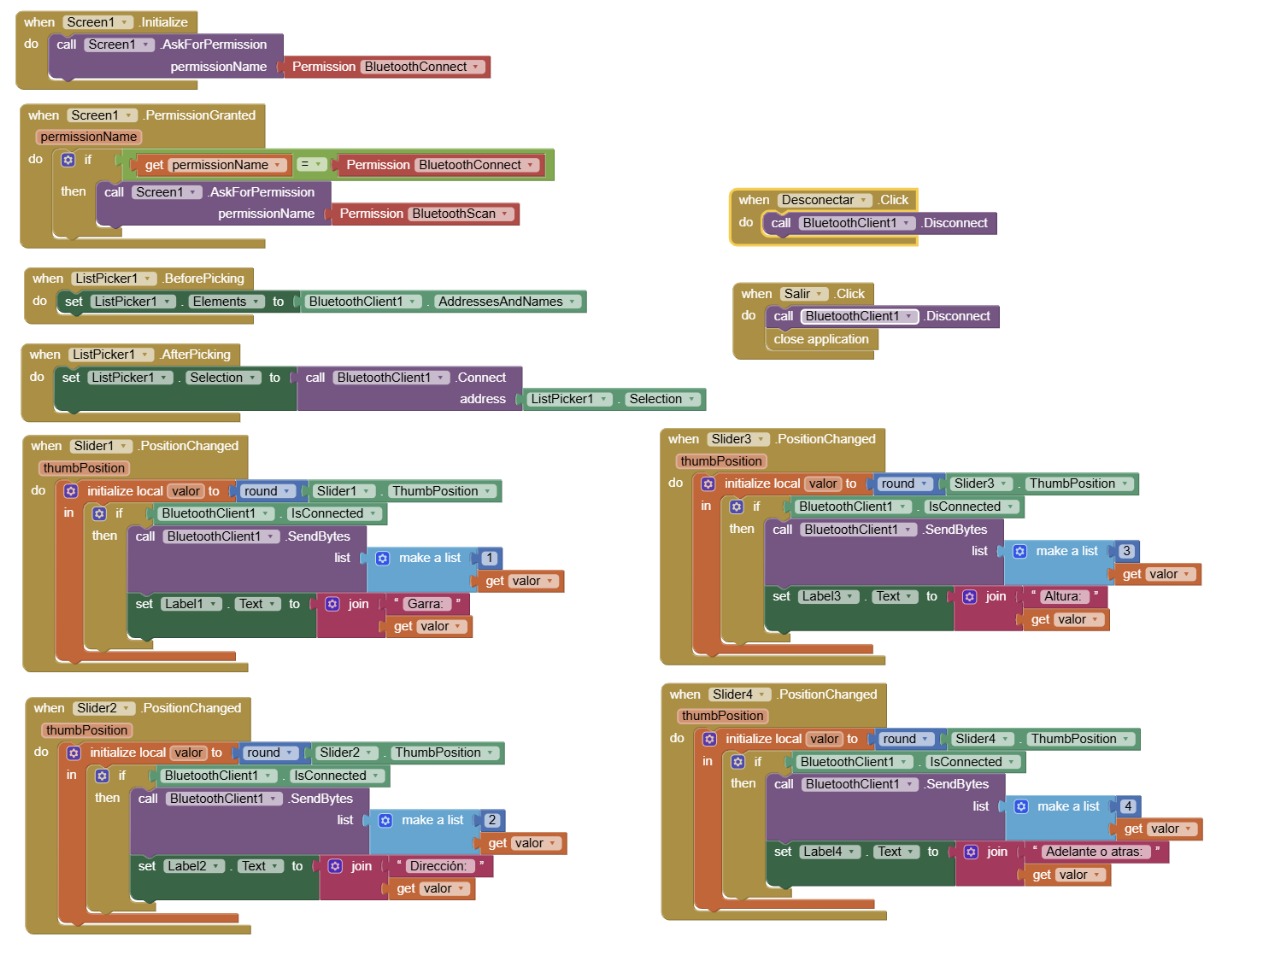 when Screen1 .Initialize
do call Screen1 .AskForPermission
permissionName Permission BluetoothConnect
when Screen1 .PermissionGranted
permissionName
do if get permissionName = Permission BluetoothConnect
then call Screen1 .AskForPermission
permissionName Permission BluetoothScan
when ListPicker1 .BeforePicking
do set ListPicker1 . Elements to BluetoothClient1 . AddressesAndNames
when ListPicker1 .AfterPicking
do set ListPicker1 . Selection to call BluetoothClient1 .Connect
address ListPicker1 . Selection
when Desconectar .Click
do call BluetoothClient1 .Disconnect
when Salir .Click
do call BluetoothClient1 .Disconnect
close application
when Slider1 .PositionChanged
thumbPosition
do initialize local valor to round Slider1 . ThumbPosition
in if BluetoothClient1 . IsConnected
then call BluetoothClient1 .SendBytes
list make a list 1
get valor
set Label1 . Text to join " Garra: "
get valor
when Slider2 .PositionChanged
thumbPosition
do initialize local valor to round Slider2 . ThumbPosition
in if BluetoothClient1 . IsConnected
then call BluetoothClient1 .SendBytes
list make a list 2
get valor
set Label2 . Text to join " Dirección: "
get valor
when Slider3 .PositionChanged
thumbPosition
do initialize local valor to round Slider3 . ThumbPosition
in if BluetoothClient1 . IsConnected
then call BluetoothClient1 .SendBytes
list make a list 3
get valor
set Label3 . Text to join " Altura: "
get valor
when Slider4 .PositionChanged
thumbPosition
do initialize local valor to round Slider4 . ThumbPosition
in if BluetoothClient1 . IsConnected
then call BluetoothClient1 .SendBytes
list make a list 4
get valor
set Label4 . Text to join " Adelante o atras: "
get valor